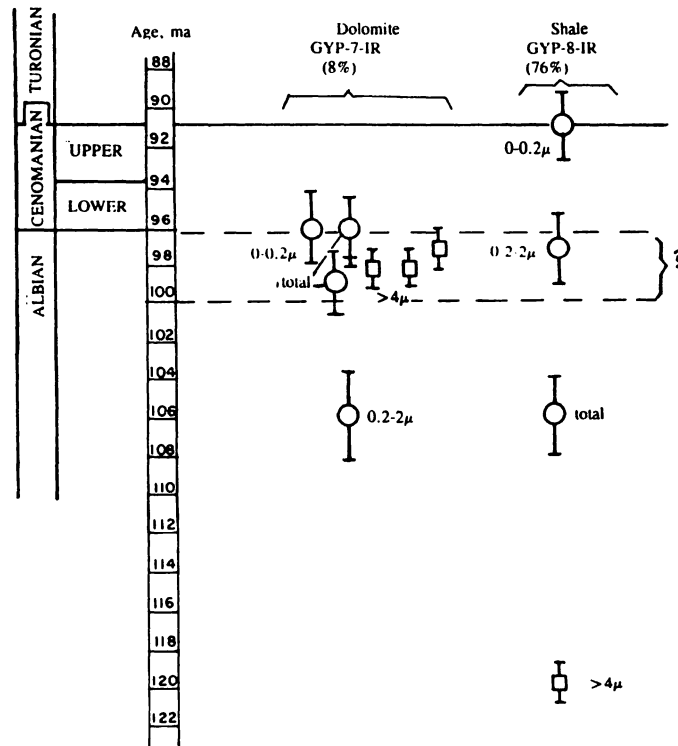 Age, ma
Dolomite
GYP-7-IR
(8%)
Shale
GYP-8-IR
(76%)
TURONIAN
CENOMANIAN
ALBIAN
UPPER
LOWER
88
90
92
94
96
98
100
102
104
106
108
110
112
114
116
118
120
122
0-0.2μ
0-0.2μ
total
>4μ
0.2-2μ
0.2-2μ
total
>4μ
?